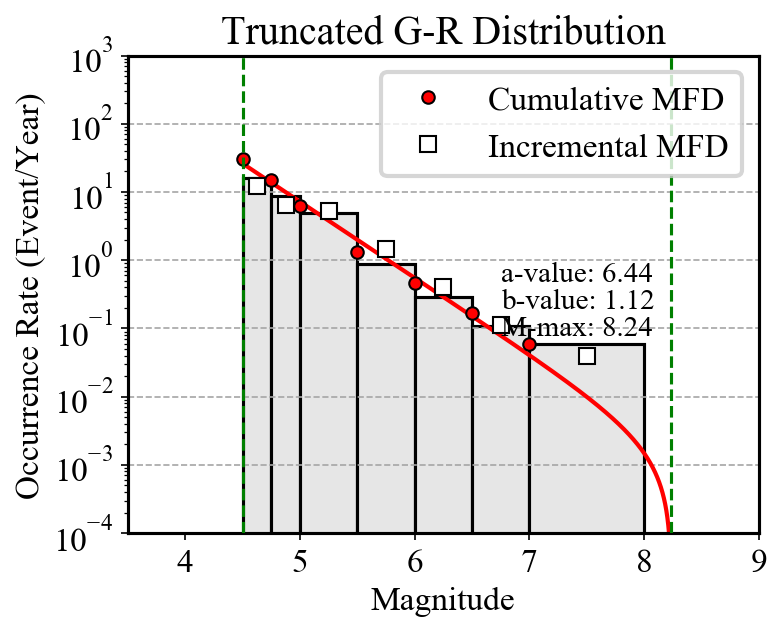 Truncated G-R Distribution
Occurrence Rate (Event/Year)
10³
10²
10¹
10⁰
10⁻¹
10⁻²
10⁻³
10⁻⁴
Cumulative MFD
Incremental MFD
a-value: 6.44
b-value: 1.12
M-max: 8.24
4 5 6 7 8 9
Magnitude